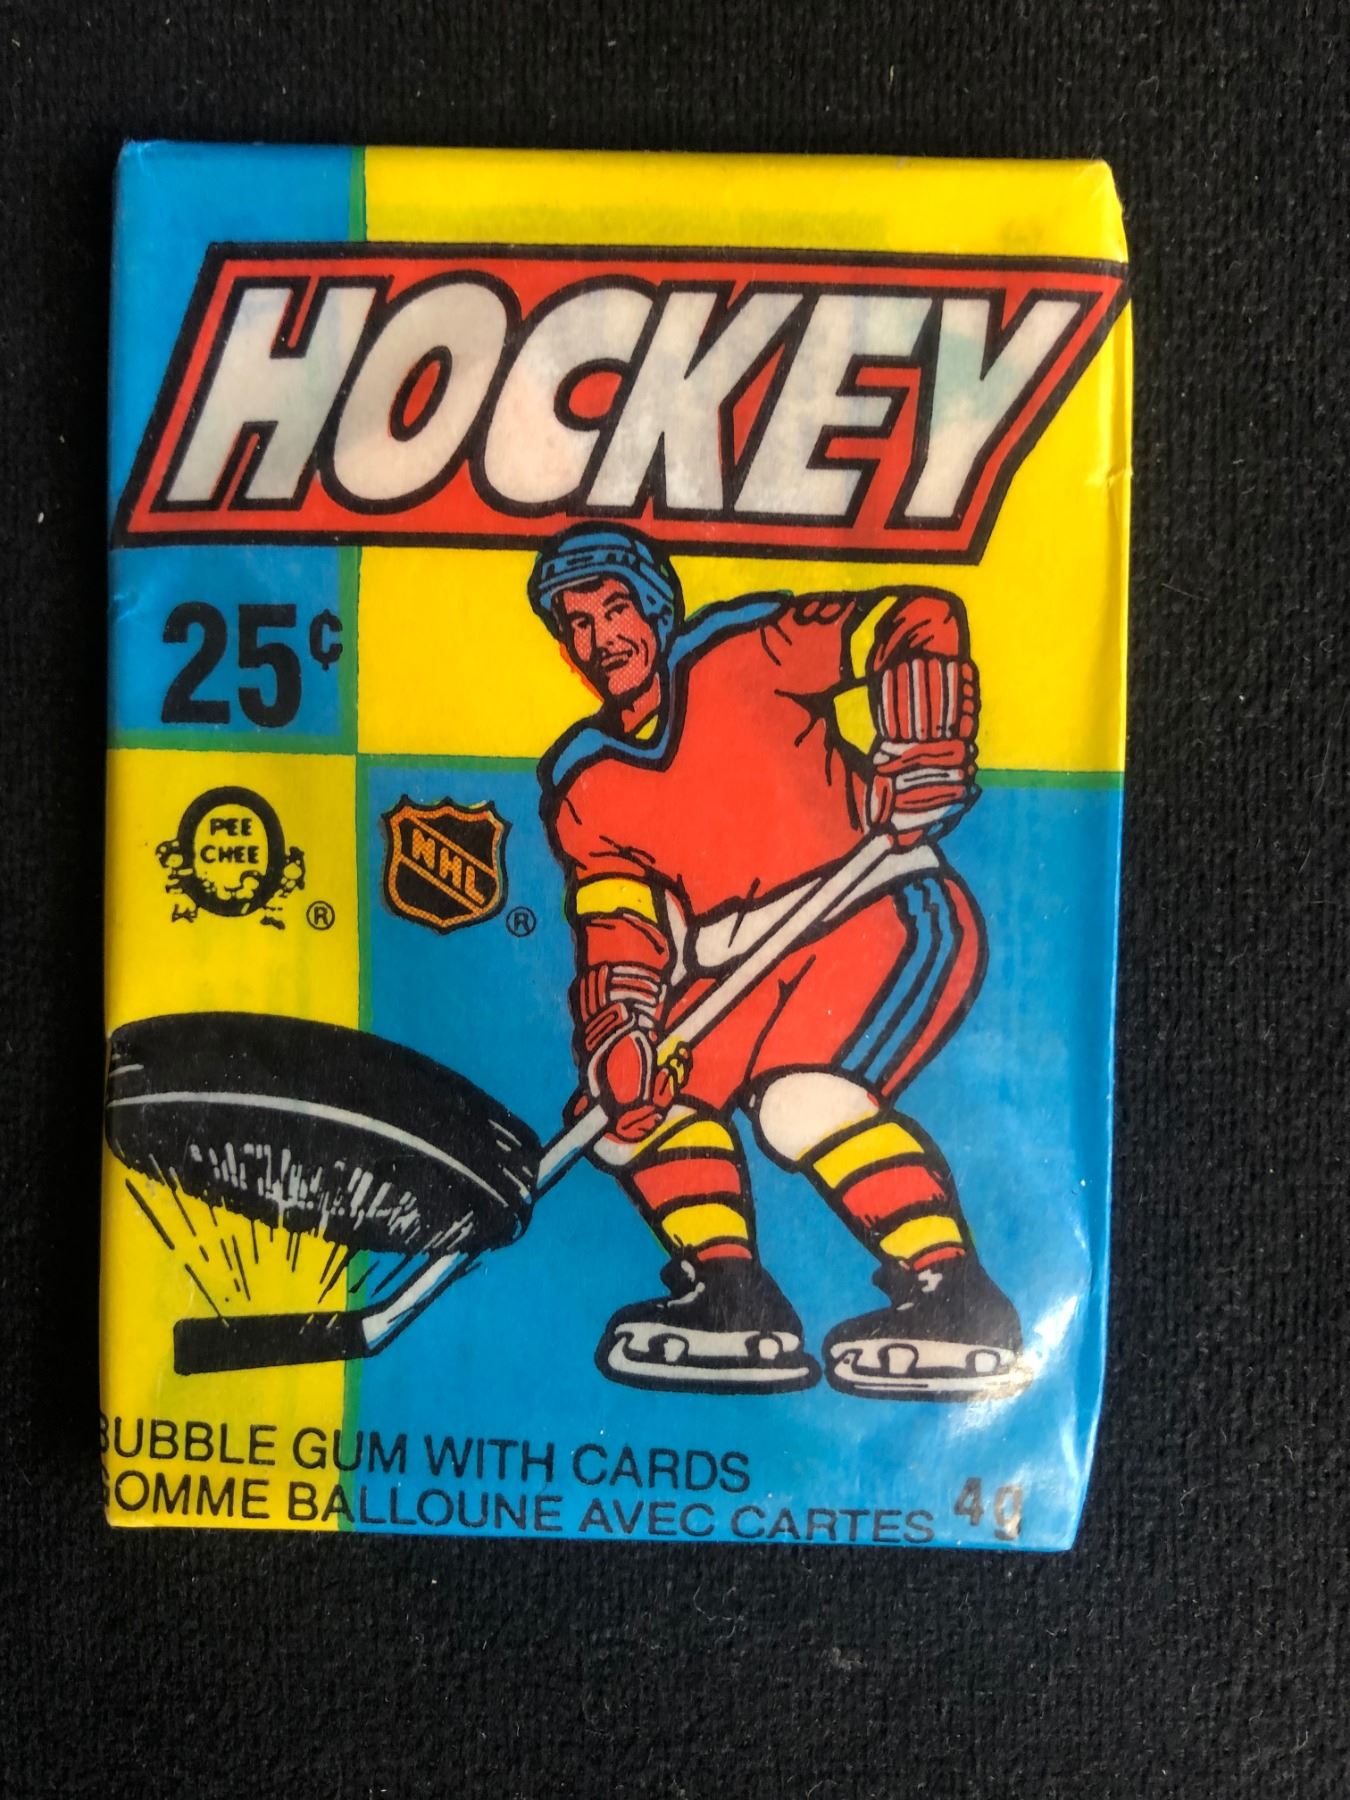 HOCKEY
25¢
PEE
CHEE
®
NHL
®
BUBBLE GUM WITH CARDS
GOMME BALLOUNE AVEC CARTES 4g